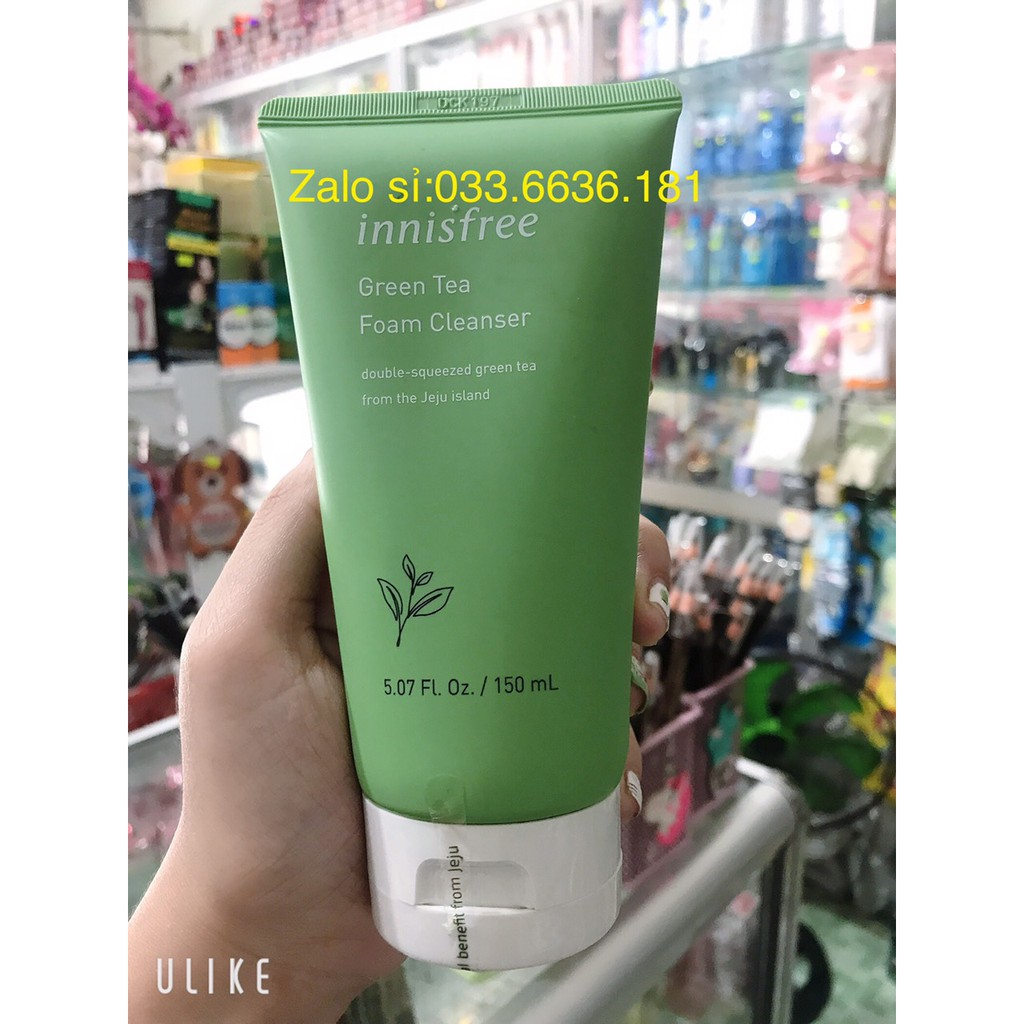 DCK197
Zalo sỉ:033.6636.181
innisfree
Green Tea
Foam Cleanser
double-squeezed green tea
from the Jeju island
5.07 Fl. Oz. / 150 mL
benefit from jeju
ULIKE